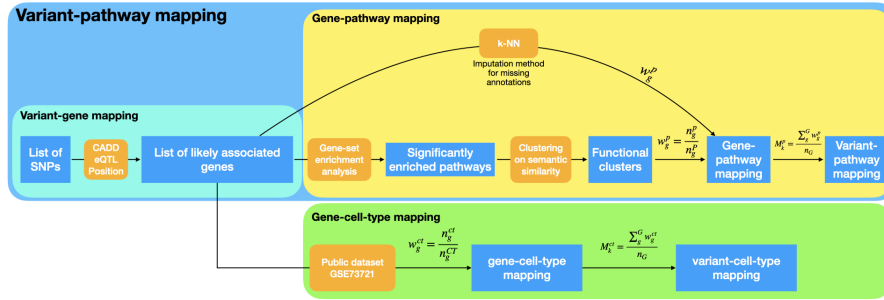 Variant-pathway mapping
Gene-pathway mapping
k-NN
Imputation method
for missing
annotations
w_g^p
Variant-gene mapping
List of
SNPs
CADD
eQTL
Position
List of likely associated
genes
Gene-set
enrichment
analysis
Significantly
enriched pathways
Clustering
on semantic
similarity
Functional
clusters
w_g^p = n_g^p / n_g^P
Gene-
pathway
mapping
M_k^p = ∑_g^G w_g^p / n_G
Variant-
pathway
mapping
Gene-cell-type mapping
Public dataset
GSE73721
w_g^{ct} = n_g^{ct} / n_g^{CT}
gene-cell-type
mapping
M_k^{ct} = ∑_g^G w_g^{ct} / n_G
variant-cell-type
mapping